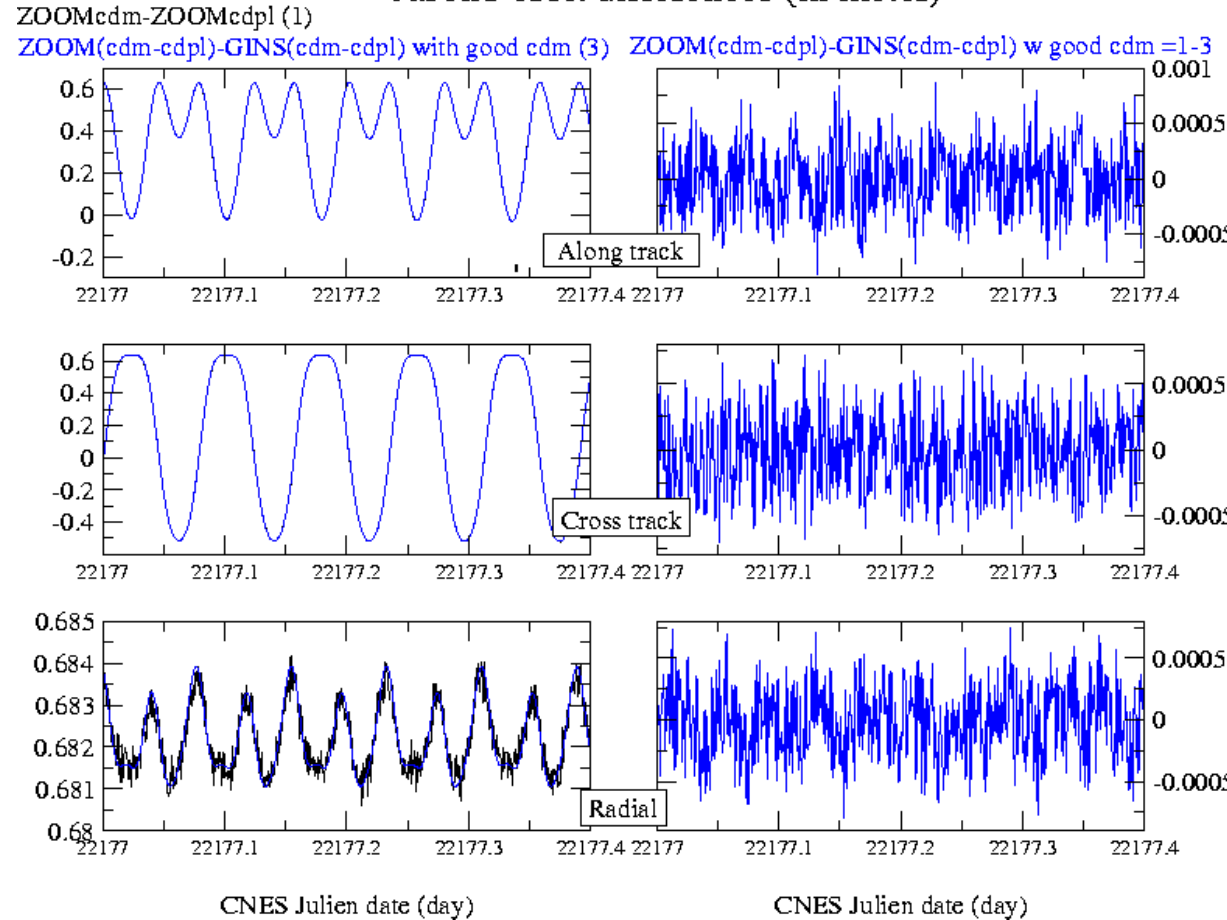 ZOOMcdm-ZOOMcdpl (1)
ZOOM(cdm-cdpl)-GINS(cdm-cdpl) with good cdm (3)
ZOOM(cdm-cdpl)-GINS(cdm-cdpl) w good cdm =1-3
0.6
0.4
0.2
0
-0.2
22177 22177.1 22177.2 22177.3 22177.4
0.001
0.0005
0
-0.0005
22177 22177.1 22177.2 22177.3 22177.4
Along track
0.6
0.4
0.2
0
-0.2
-0.4
22177 22177.1 22177.2 22177.3 22177.4
0.0005
0
-0.0005
22177 22177.1 22177.2 22177.3 22177.4
Cross track
0.685
0.684
0.683
0.682
0.681
0.68
22177 22177.1 22177.2 22177.3 22177.4
0.0005
0
-0.0005
22177 22177.1 22177.2 22177.3 22177.4
Radial
CNES Julien date (day)
CNES Julien date (day)